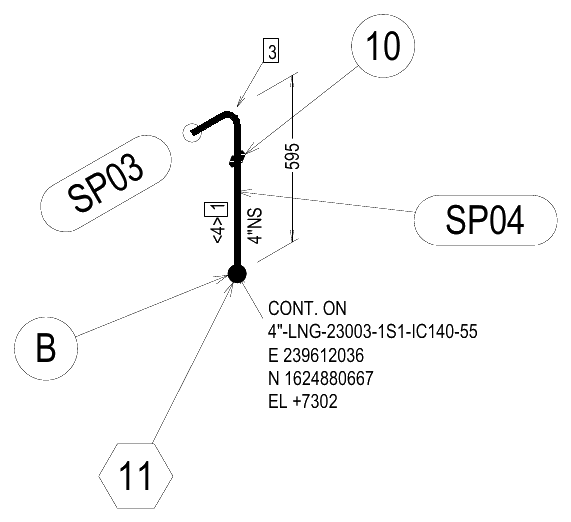 10
3
SP03
595
<4> 1
4"NS
SP04
B
CONT. ON
4"-LNG-23003-1S1-IC140-55
E 239612036
N 1624880667
EL +7302
11